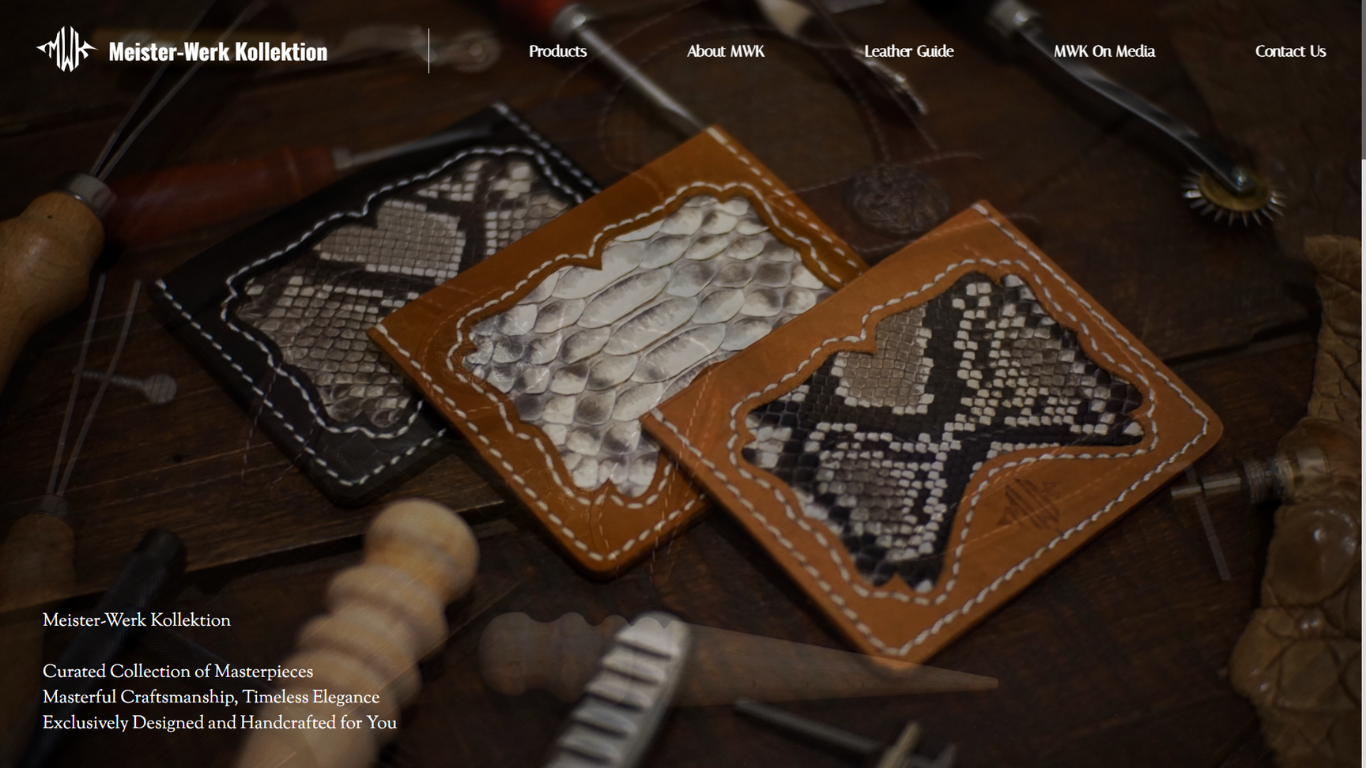 MWK
Meister-Werk Kollektion
Products
About MWK
Leather Guide
MWK On Media
Contact Us
Meister-Werk Kollektion
Curated Collection of Masterpieces
Masterful Craftsmanship, Timeless Elegance
Exclusively Designed and Handcrafted for You